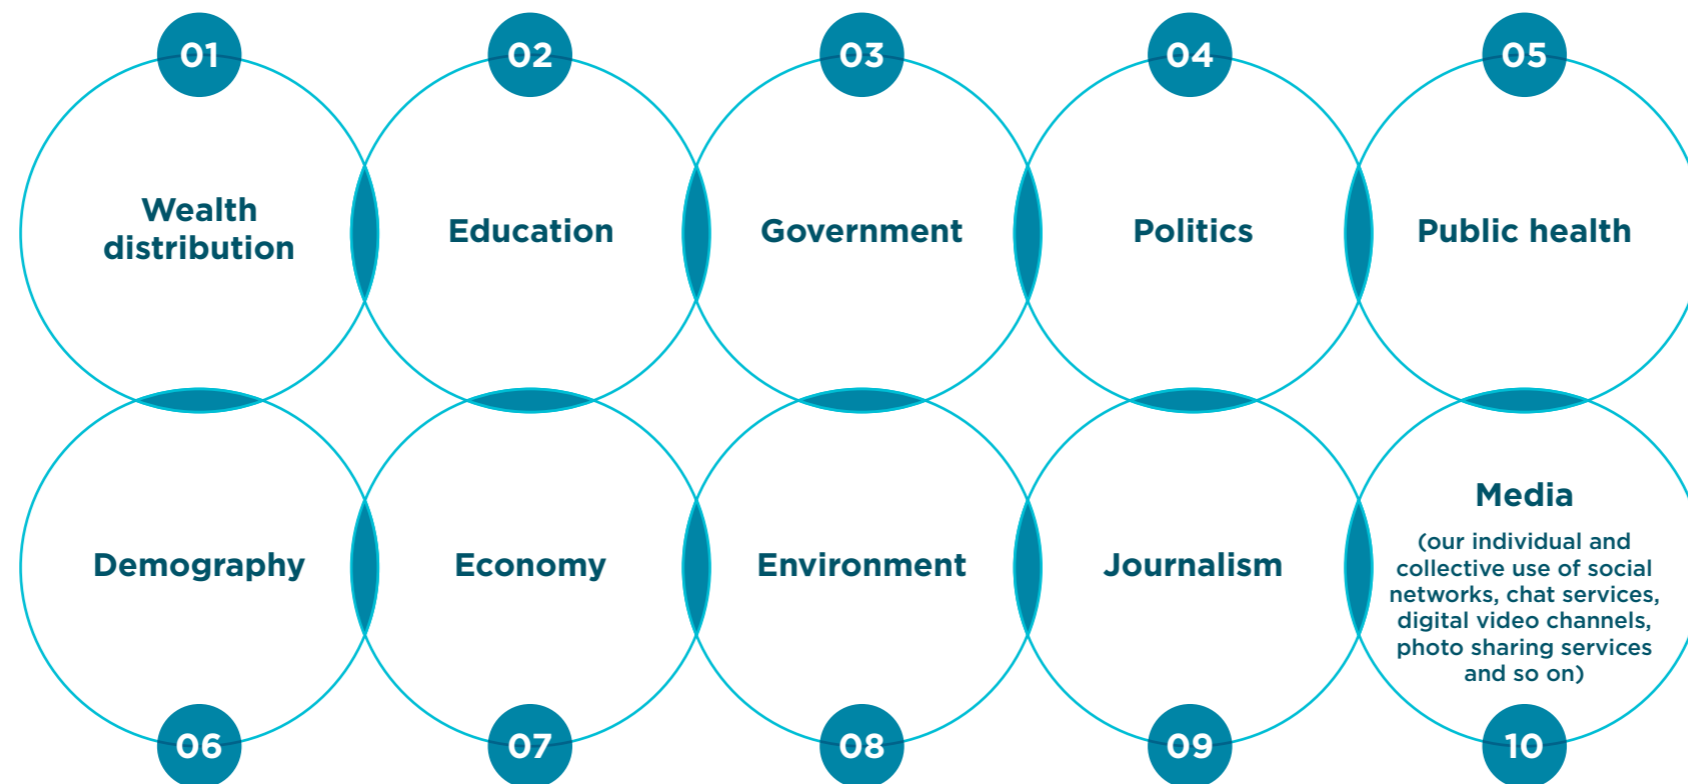 01
Wealth
distribution
02
Education
03
Government
04
Politics
05
Public health
06
Demography
07
Economy
08
Environment
09
Journalism
10
Media
(our individual and
collective use of social
networks, chat services,
digital video channels,
photo sharing services
and so on)